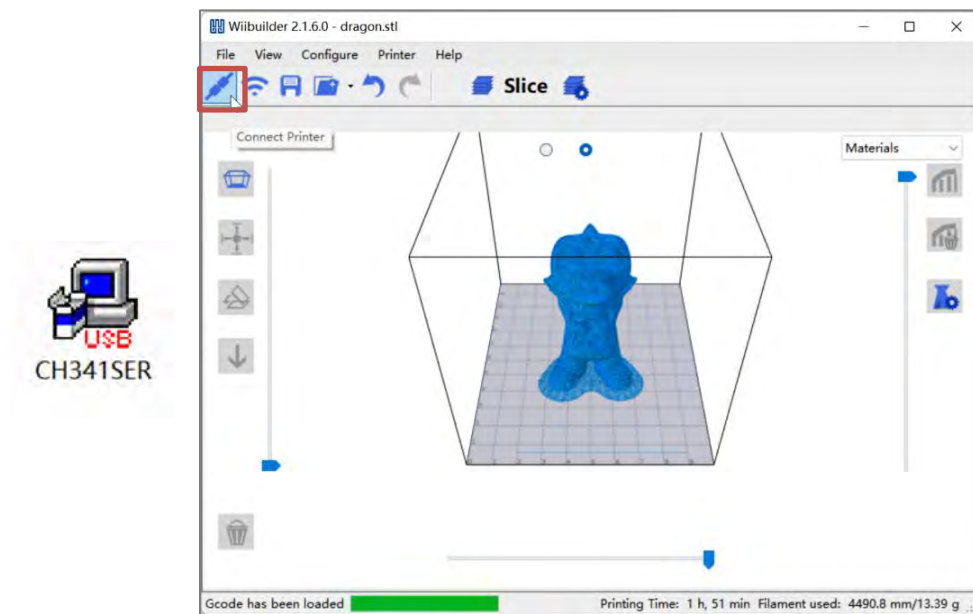 Wiibuilder 2.1.6.0 - dragon.stl
File View Configure Printer Help
Slice
Connect Printer
Materials
USB
CH341SER
Gcode has been loaded
Printing Time: 1 h, 51 min Filament used: 4490.8 mm/13.39 g